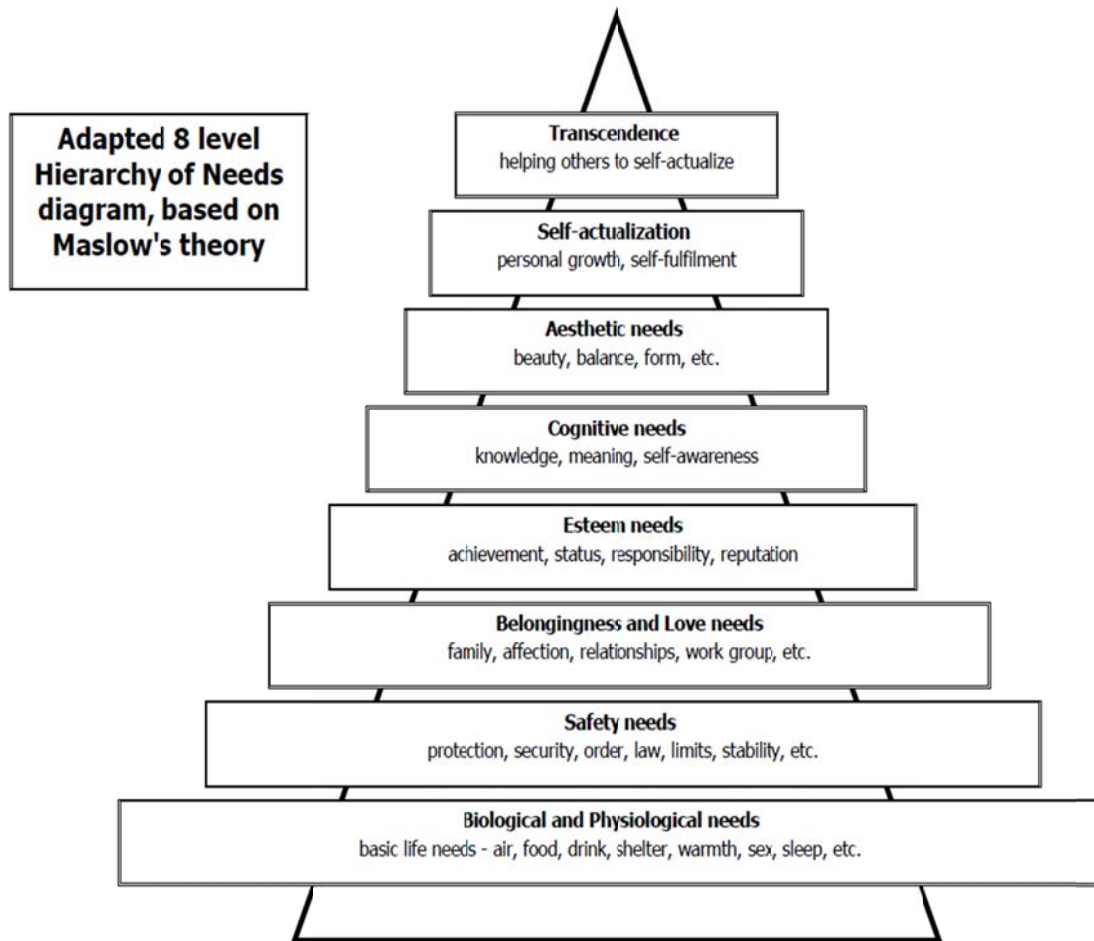 Adapted 8 level
Hierarchy of Needs
diagram, based on
Maslow's theory
Transcendence
helping others to self-actualize
Self-actualization
personal growth, self-fulfilment
Aesthetic needs
beauty, balance, form, etc.
Cognitive needs
knowledge, meaning, self-awareness
Esteem needs
achievement, status, responsibility, reputation
Belongingness and Love needs
family, affection, relationships, work group, etc.
Safety needs
protection, security, order, law, limits, stability, etc.
Biological and Physiological needs
basic life needs - air, food, drink, shelter, warmth, sex, sleep, etc.